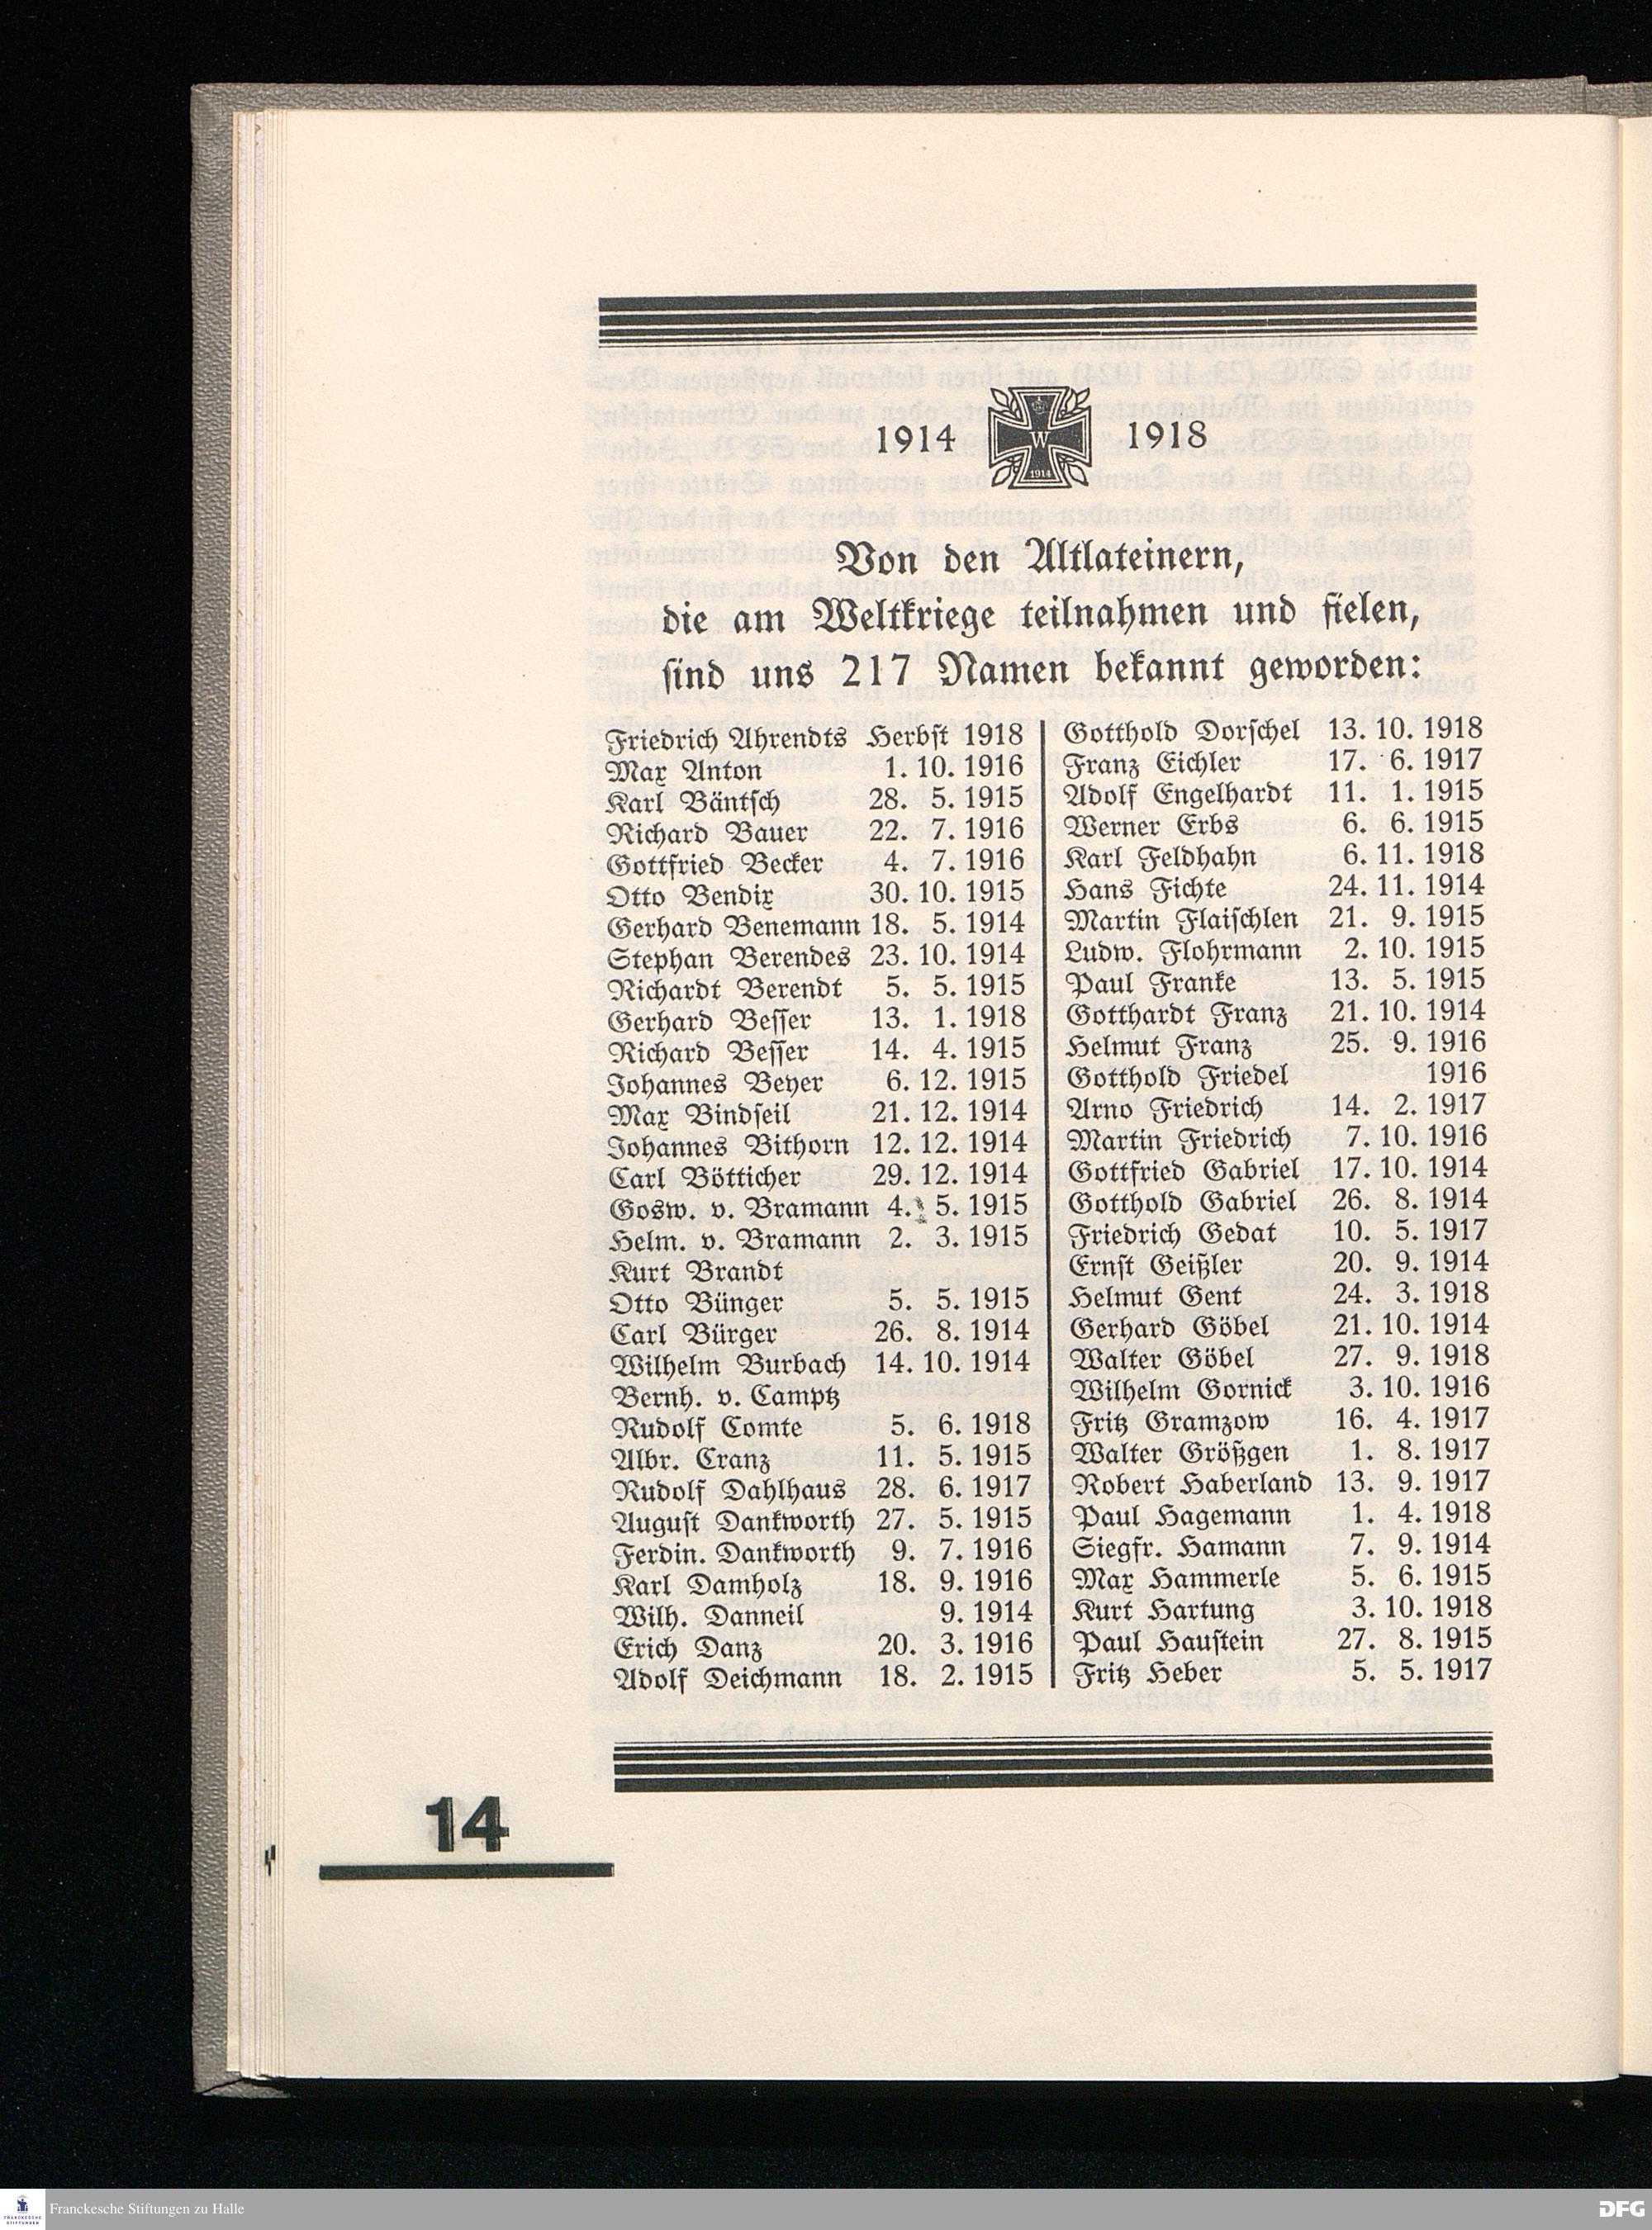 1914 W 1914 1918
Von den Altlateinern,
die am Weltkriege teilnahmen und fielen,
sind uns 217 Namen bekannt geworden:
Friedrich Ahrendts Herbst 1918
Max Anton 1. 10. 1916
Karl Bäntsch 28. 5. 1915
Richard Bauer 22. 7. 1916
Gottfried Becker 4. 7. 1916
Otto Bendix 30. 10. 1915
Gerhard Benemann 18. 5. 1914
Stephan Berendes 23. 10. 1914
Richardt Berendt 5. 5. 1915
Gerhard Besser 13. 1. 1918
Richard Besser 14. 4. 1915
Johannes Beyer 6. 12. 1915
Max Bindseil 21. 12. 1914
Johannes Bithorn 12. 12. 1914
Carl Bötticher 29. 12. 1914
Gosw. v. Bramann 4. 5. 1915
Helm. v. Bramann 2. 3. 1915
Kurt Brandt
Otto Bünger 5. 5. 1915
Carl Bürger 26. 8. 1914
Wilhelm Burbach 14. 10. 1914
Bernh. v. Camptz
Rudolf Comte 5. 6. 1918
Albr. Cranz 11. 5. 1915
Rudolf Dahlhaus 28. 6. 1917
August Dankworth 27. 5. 1915
Ferdin. Dankworth 9. 7. 1916
Karl Damholz 18. 9. 1916
Wilh. Danneil 9. 1914
Erich Danz 20. 3. 1916
Adolf Deichmann 18. 2. 1915
Gotthold Dorschel 13. 10. 1918
Franz Eichler 17. 6. 1917
Adolf Engelhardt 11. 1. 1915
Werner Erbs 6. 6. 1915
Karl Feldhahn 6. 11. 1918
Hans Fichte 24. 11. 1914
Martin Flaischlen 21. 9. 1915
Ludw. Flohrmann 2. 10. 1915
Paul Franke 13. 5. 1915
Gotthardt Franz 21. 10. 1914
Helmut Franz 25. 9. 1916
Gotthold Friedel 1916
Arno Friedrich 14. 2. 1917
Martin Friedrich 7. 10. 1916
Gottfried Gabriel 17. 10. 1914
Gotthold Gabriel 26. 8. 1914
Friedrich Gedat 10. 5. 1917
Ernst Geißler 20. 9. 1914
Helmut Gent 24. 3. 1918
Gerhard Göbel 21. 10. 1914
Walter Göbel 27. 9. 1918
Wilhelm Gornick 3. 10. 1916
Fritz Gramzow 16. 4. 1917
Walter Größgen 1. 8. 1917
Robert Haberland 13. 9. 1917
Paul Hagemann 1. 4. 1918
Siegfr. Hamann 7. 9. 1914
Max Hammerle 5. 6. 1915
Kurt Hartung 3. 10. 1918
Paul Haustein 27. 8. 1915
Fritz Heber 5. 5. 1917
14
Franckesche Stiftungen zu Halle
FRANCKESCHE
STIFTUNGEN
DFG